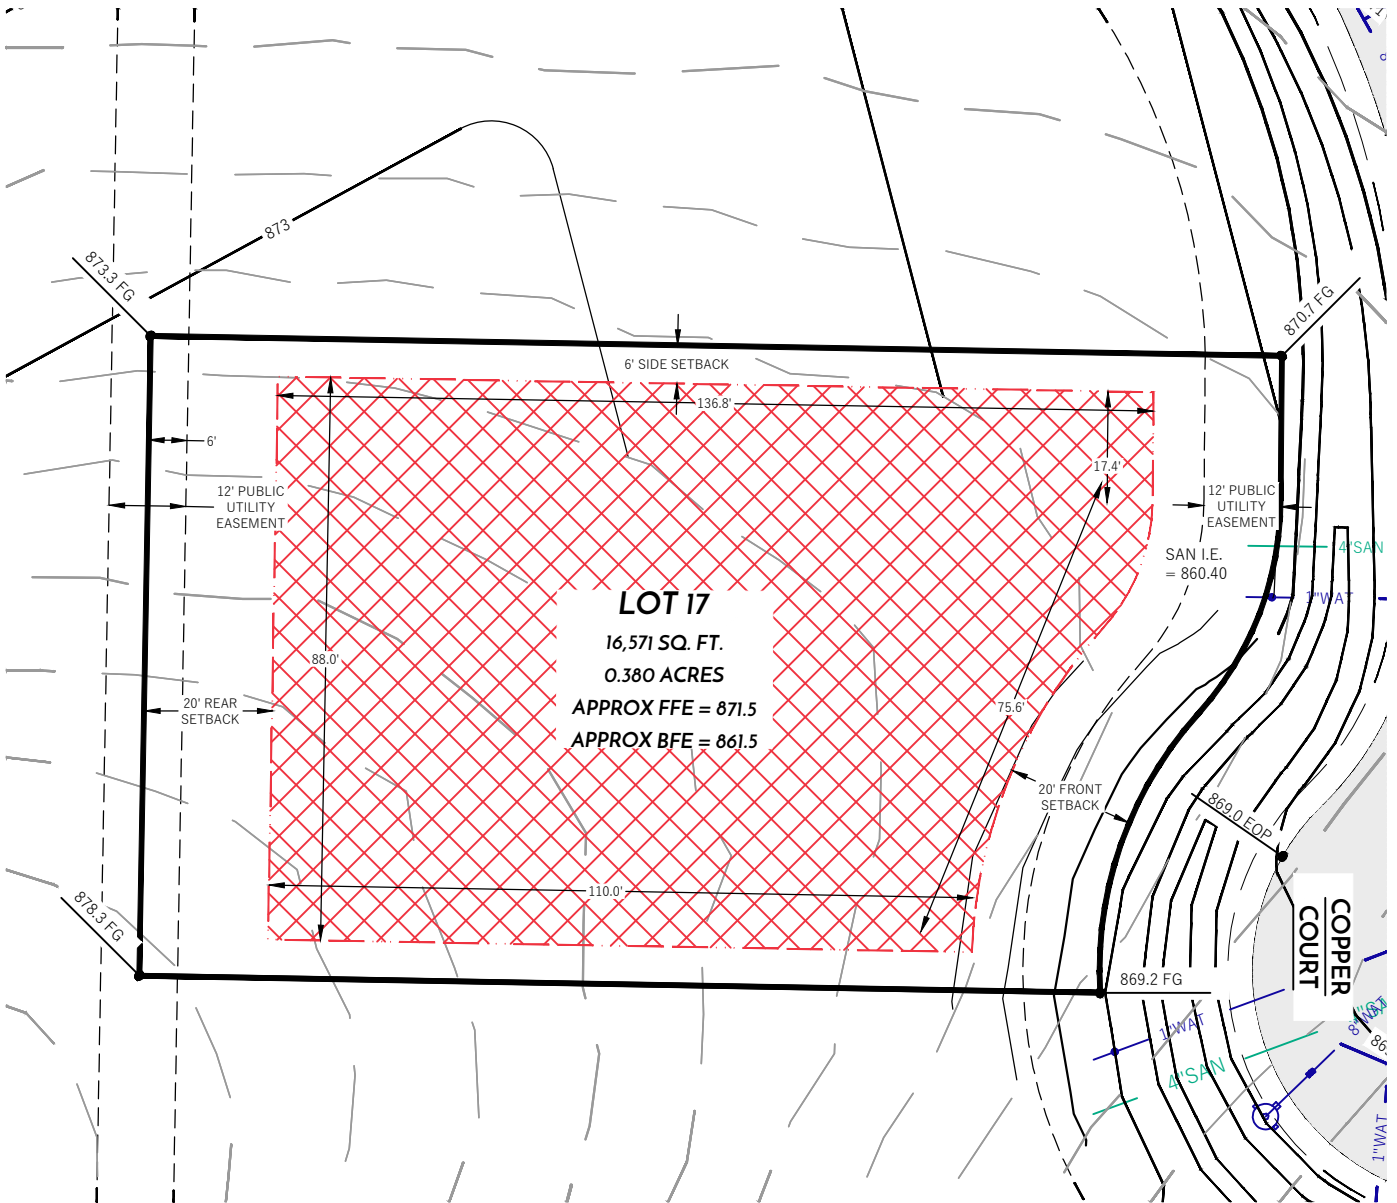 873
873.3 FG
870.7 FG
6' SIDE SETBACK
136.8'
6'
17.4'
12' PUBLIC
UTILITY
EASEMENT
12' PUBLIC
UTILITY
EASEMENT
4"SAN
SAN I.E.
= 860.40
1"WAT
LOT 17
16,571 SQ. FT.
0.380 ACRES
APPROX FFE = 871.5
APPROX BFE = 861.5
88.0'
20' REAR
SETBACK
75.6'
20' FRONT
SETBACK
869.0 EOP
110.0'
878.3 FG
COPPER
COURT
869.2 FG
1"WAT
4"SAN
8"WAT
1"WAT